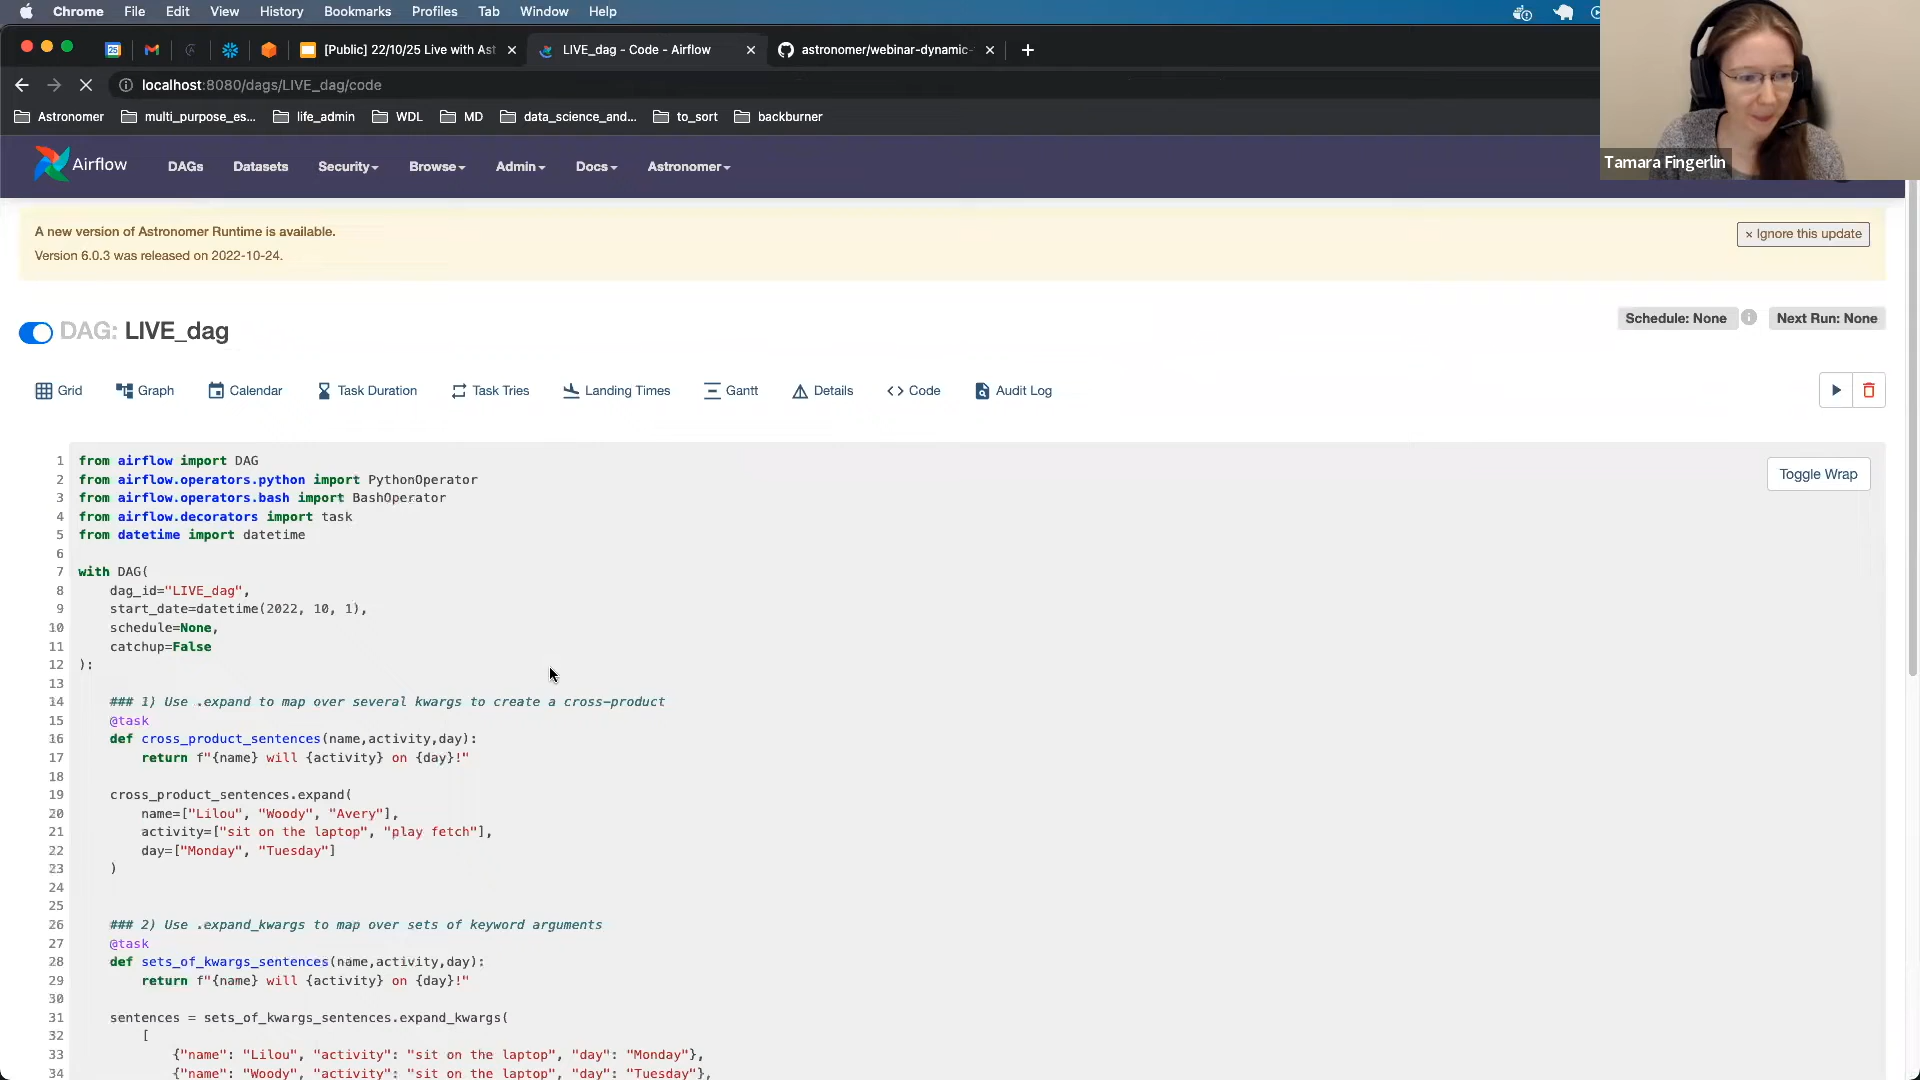 Chrome File Edit View History Bookmarks Profiles Tab Window Help
[Public] 22/10/25 Live with Ast
LIVE_dag - Code - Airflow
astronomer/webinar-dynamic-
localhost:8080/dags/LIVE_dag/code
Astronomer multi_purpose_es... life_admin WDL MD data_science_and... to_sort backburner
Tamara Fingerlin
Airflow DAGs Datasets Security Browse Admin Docs Astronomer
A new version of Astronomer Runtime is available.
Version 6.0.3 was released on 2022-10-24.
× Ignore this update
DAG: LIVE_dag
Schedule: None
Next Run: None
Grid Graph Calendar Task Duration Task Tries Landing Times Gantt Details <> Code Audit Log
Toggle Wrap
1 from airflow import DAG
2 from airflow.operators.python import PythonOperator
3 from airflow.operators.bash import BashOperator
4 from airflow.decorators import task
5 from datetime import datetime
6
7 with DAG(
8 dag_id="LIVE_dag",
9 start_date=datetime(2022, 10, 1),
10 schedule=None,
11 catchup=False
12 ):
13
14 ### 1) Use .expand to map over several kwargs to create a cross-product
15 @task
16 def cross_product_sentences(name,activity,day):
17 return f"{name} will {activity} on {day}!"
18
19 cross_product_sentences.expand(
20 name=["Lilou", "Woody", "Avery"],
21 activity=["sit on the laptop", "play fetch"],
22 day=["Monday", "Tuesday"]
23 )
24
25
26 ### 2) Use .expand_kwargs to map over sets of keyword arguments
27 @task
28 def sets_of_kwargs_sentences(name,activity,day):
29 return f"{name} will {activity} on {day}!"
30
31 sentences = sets_of_kwargs_sentences.expand_kwargs(
32 [
33 {"name": "Lilou", "activity": "sit on the laptop", "day": "Monday"},
34 {"name": "Woody", "activity": "sit on the laptop", "day": "Tuesday"},